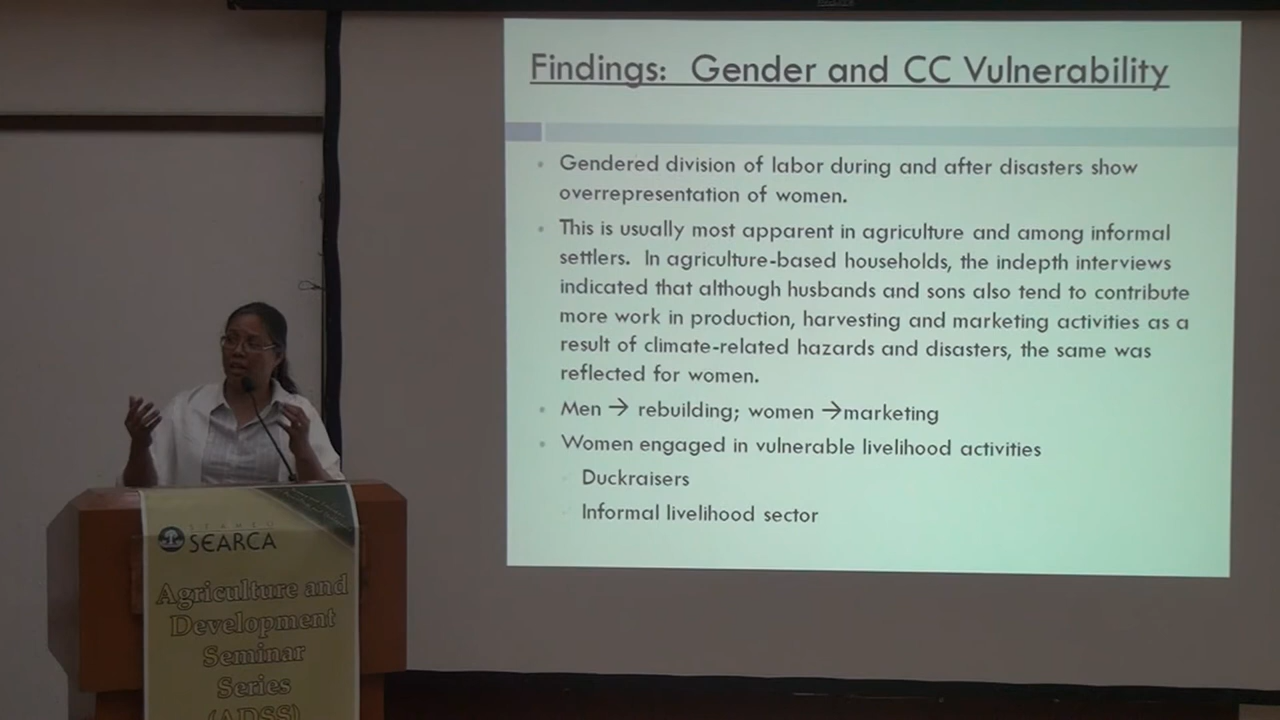 Findings: Gender and CC Vulnerability
Gendered division of labor during and after disasters show
overrepresentation of women.
This is usually most apparent in agriculture and among informal
settlers. In agriculture-based households, the indepth interviews
indicated that although husbands and sons also tend to contribute
more work in production, harvesting and marketing activities as a
result of climate-related hazards and disasters, the same was
reflected for women.
Men → rebuilding; women →marketing
Women engaged in vulnerable livelihood activities
Duckraisers
Informal livelihood sector
SEARCA
Agriculture and
Development
Seminar
Series
(ADSS)